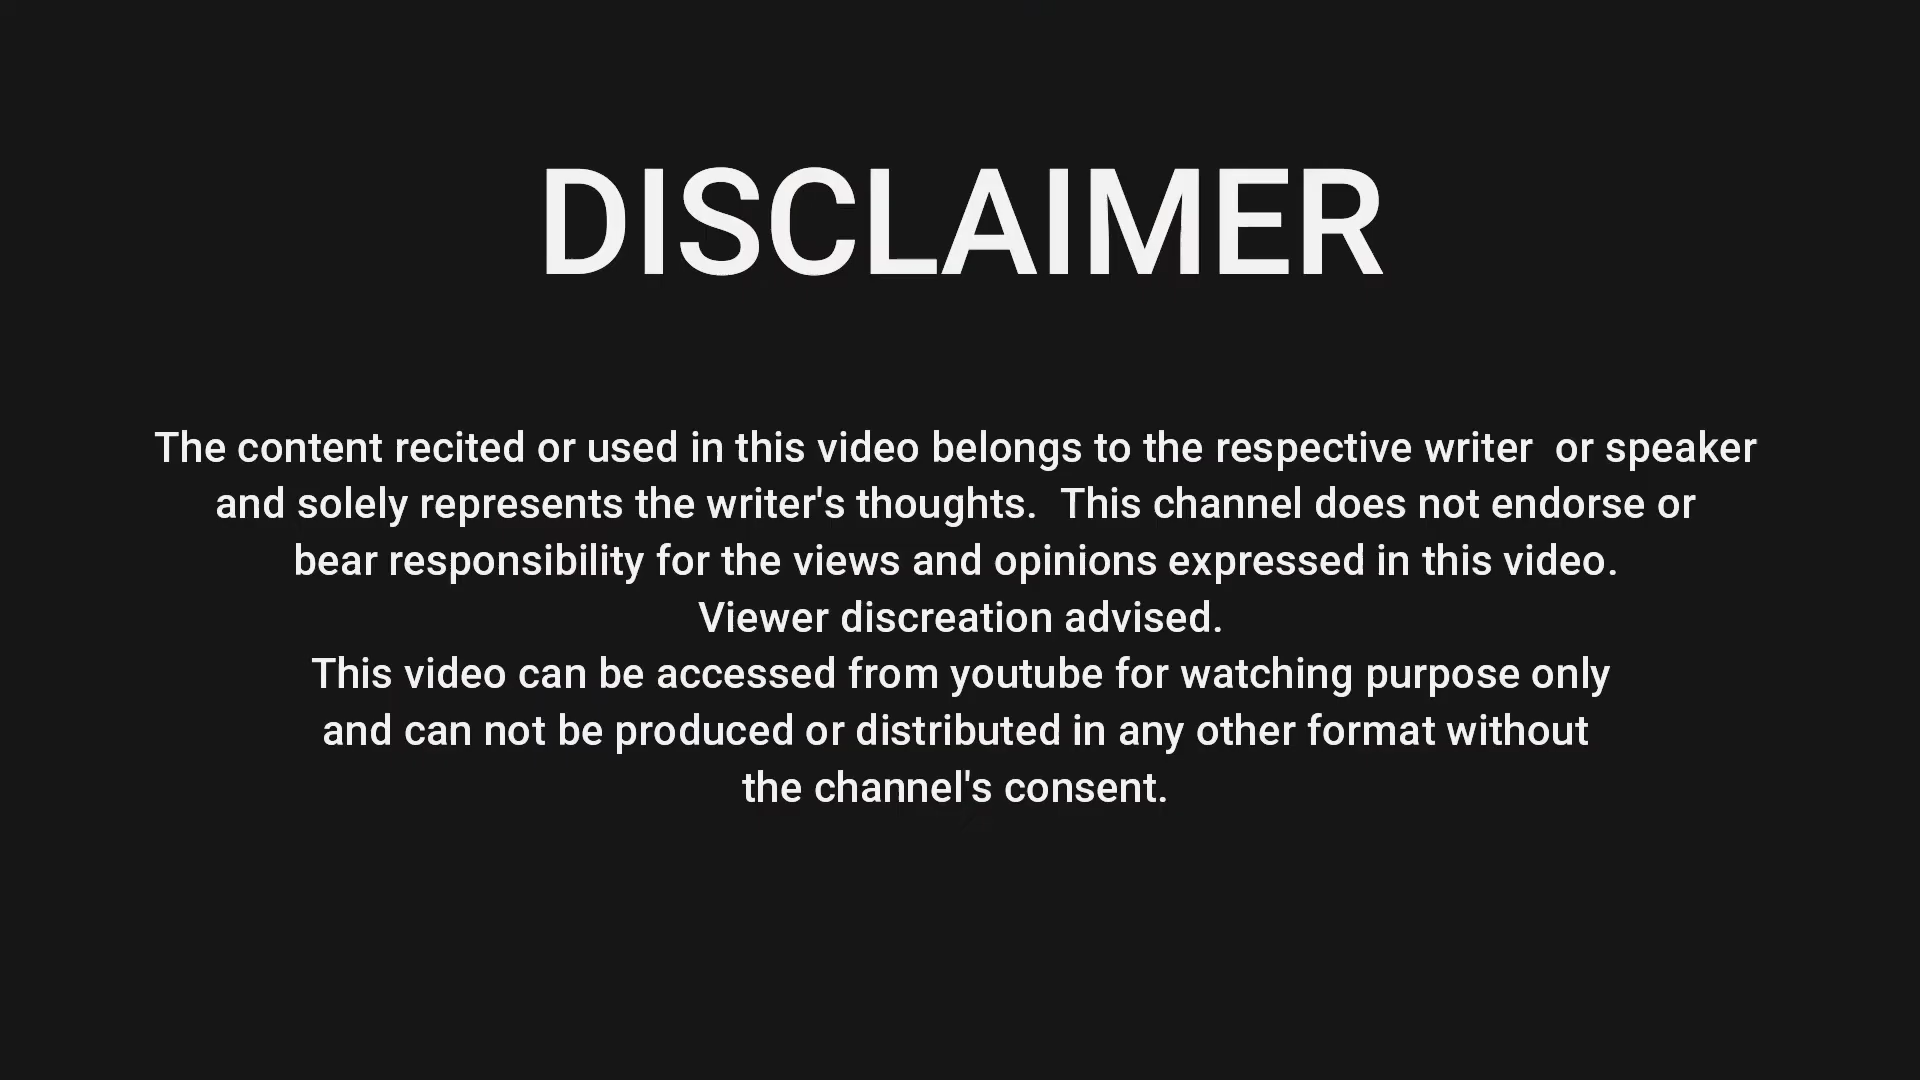 DISCLAIMER
The content recited or used in this video belongs to the respective writer  or speaker
and solely represents the writer's thoughts.  This channel does not endorse or
bear responsibility for the views and opinions expressed in this video.
Viewer discreation advised.
This video can be accessed from youtube for watching purpose only
and can not be produced or distributed in any other format without
the channel's consent.